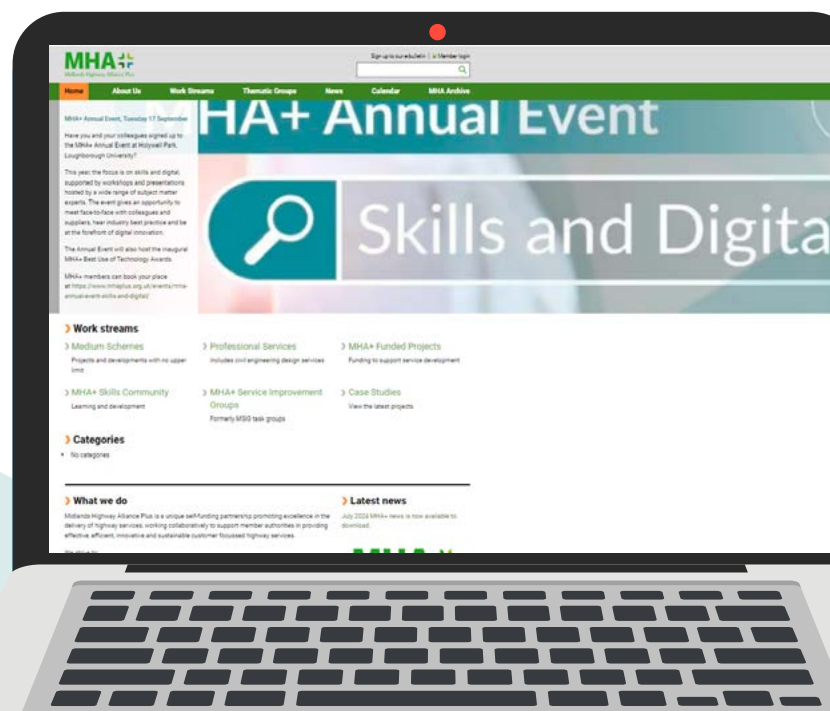 MHA+
Midlands Highway Alliance Plus
Sign up to our ebulletin | Member login
Home About Us Work Streams Thematic Groups News Calendar MHA Archive
MHA+ Annual Event, Tuesday 17 September
Have you and your colleagues signed up to
the MHA+ Annual Event at Holywell Park,
Loughborough University?
This year, the focus is on skills and digital,
supported by workshops and presentations
hosted by a wide range of subject matter
experts. The event gives an opportunity to
meet face-to-face with colleagues and
suppliers, hear industry best practice and be
at the forefront of digital innovation.
The Annual Event will also host the inaugural
MHA+ Best Use of Technology Awards.
MHA+ members can book your place
at https://www.mhaplus.org.uk/events/mha-
annual-event-skills-and-digital/
MHA+ Annual Event
Skills and Digita
Work streams
Medium Schemes
Projects and developments with no upper
limit
Professional Services
Includes civil engineering design services
MHA+ Funded Projects
Funding to support service development
MHA+ Skills Community
Learning and development
MHA+ Service Improvement
Groups
Formerly MSIG task groups
Case Studies
View the latest projects
Categories
No categories
What we do
Midlands Highway Alliance Plus is a unique self-funding partnership promoting excellence in the
delivery of highway services, working collaboratively to support member authorities in providing
effective, efficient, innovative and sustainable customer focussed highway services.
Latest news
July 2024 MHA+ news is now available to
download.